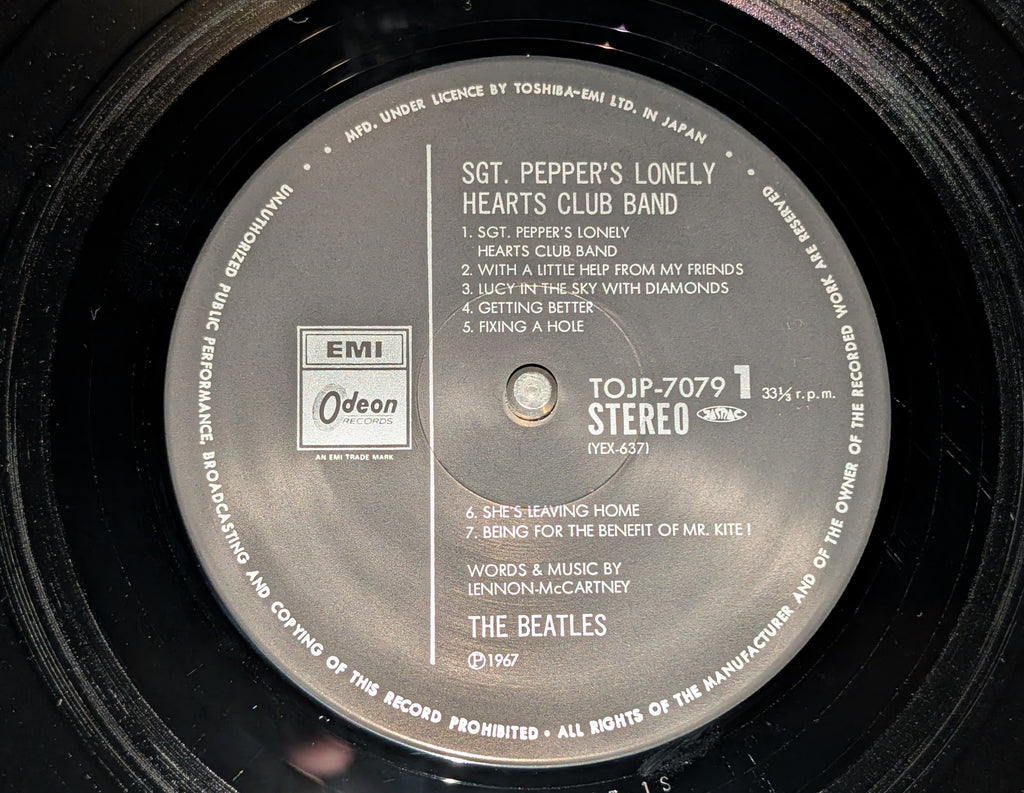 MFD. UNDER LICENCE BY TOSHIBA-EMI LTD. IN JAPAN
SGT. PEPPER'S LONELY
HEARTS CLUB BAND
1. SGT. PEPPER'S LONELY
HEARTS CLUB BAND
2. WITH A LITTLE HELP FROM MY FRIENDS
3. LUCY IN THE SKY WITH DIAMONDS
4. GETTING BETTER
5. FIXING A HOLE
EMI
Odeon
RECORDS
AN EMI TRADE MARK
TOJP-7079 1 33⅓ r.p.m.
STEREO JASRAC
(YEX-637)
6. SHE'S LEAVING HOME
7. BEING FOR THE BENEFIT OF MR. KITE !
WORDS & MUSIC BY
LENNON-McCARTNEY
THE BEATLES
Ⓟ1967
UNAUTHORIZED PUBLIC PERFORMANCE, BROADCASTING AND COPYING OF THIS RECORD PROHIBITED • ALL RIGHTS OF THE MANUFACTURER AND OF THE OWNER OF THE RECORDED WORK ARE RESERVED